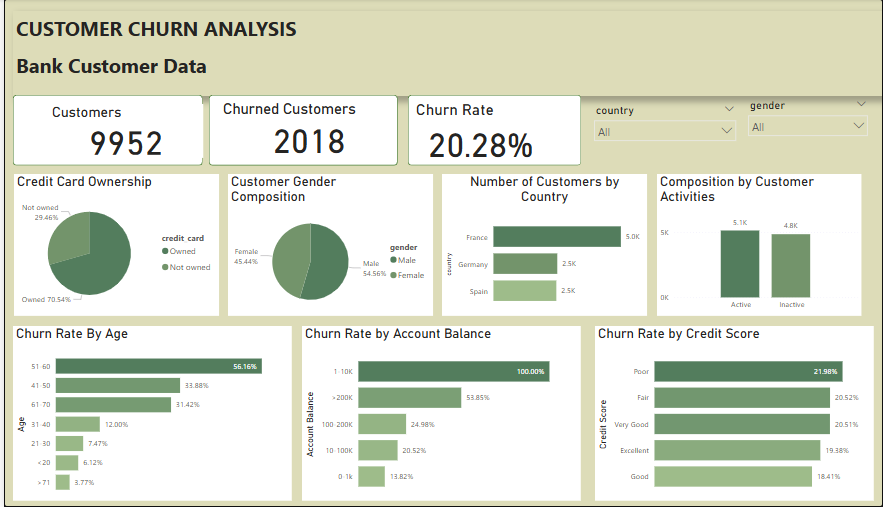 CUSTOMER CHURN ANALYSIS
Bank Customer Data
Customers
9952
Churned Customers
2018
Churn Rate
20.28%
country
All
gender
All
Credit Card Ownership
Not owned
29.46%
Owned 70.54%
credit card
Owned
Not owned
Customer Gender
Composition
Female
45.44%
Male
54.56%
gender
Male
Female
Number of Customers by
Country
country
France
5.0K
Germany
2.5K
Spain
2.5K
Composition by Customer
Activities
5K
0K
5.1K
4.8K
Active
Inactive
Churn Rate By Age
Age
51-60
56.16%
41-50
33.88%
61-70
31.42%
31-40
12.00%
21-30
7.47%
<20
6.12%
>71
3.77%
Churn Rate by Account Balance
Account Balance
1-10K
100.00%
>200K
53.85%
100-200K
24.98%
10-100K
20.52%
0-1k
13.82%
Churn Rate by Credit Score
Credit Score
Poor
21.98%
Fair
20.52%
Very Good
20.51%
Excellent
19.38%
Good
18.41%